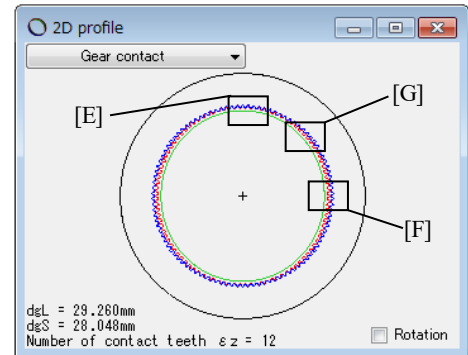 2D profile
Gear contact
[E]
[G]
[F]
dgL = 29.260mm
dgS = 28.048mm
Number of contact teeth εz = 12
Rotation